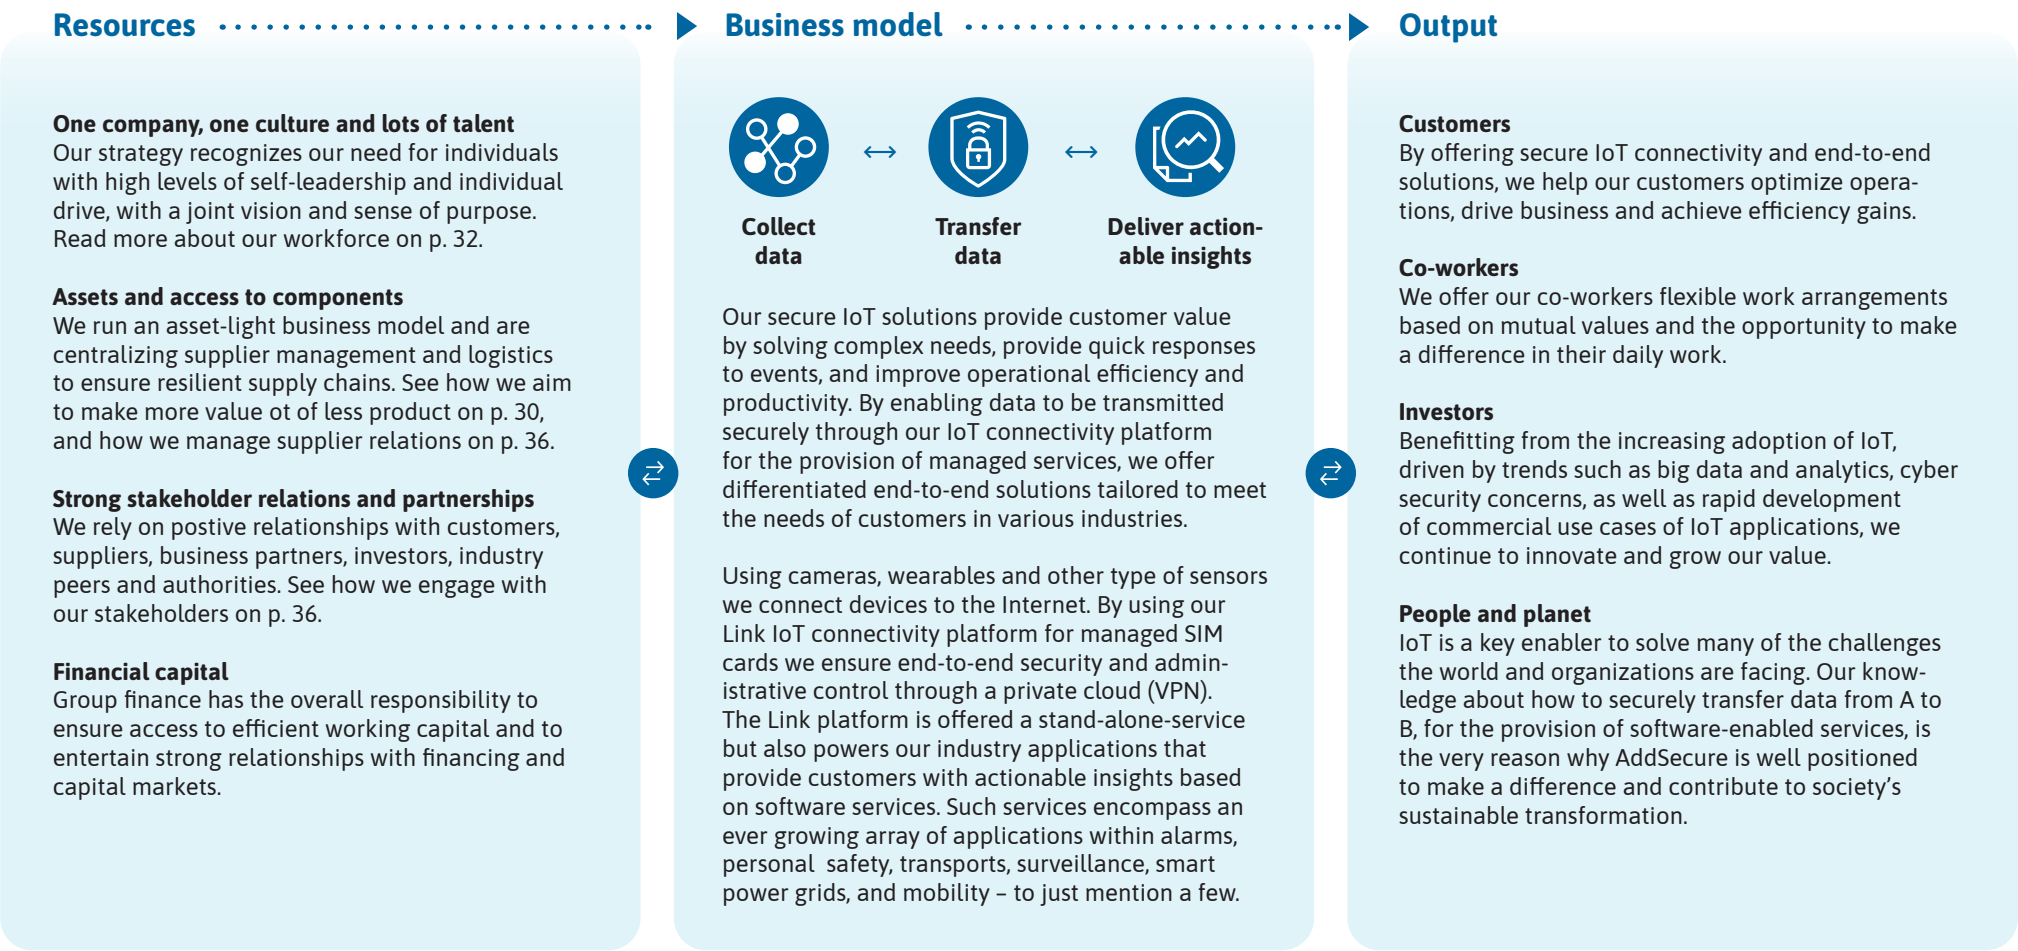 Resources
One company, one culture and lots of talent
Our strategy recognizes our need for individuals
with high levels of self-leadership and individual
drive, with a joint vision and sense of purpose.
Read more about our workforce on p. 32.
Assets and access to components
We run an asset-light business model and are
centralizing supplier management and logistics
to ensure resilient supply chains. See how we aim
to make more value ot of less product on p. 30,
and how we manage supplier relations on p. 36.
Strong stakeholder relations and partnerships
We rely on postive relationships with customers,
suppliers, business partners, investors, industry
peers and authorities. See how we engage with
our stakeholders on p. 36.
Financial capital
Group finance has the overall responsibility to
ensure access to efficient working capital and to
entertain strong relationships with financing and
capital markets.
Business model
Collect
data
Transfer
data
Deliver action-
able insights
Our secure IoT solutions provide customer value
by solving complex needs, provide quick responses
to events, and improve operational efficiency and
productivity. By enabling data to be transmitted
securely through our IoT connectivity platform
for the provision of managed services, we offer
differentiated end-to-end solutions tailored to meet
the needs of customers in various industries.
Using cameras, wearables and other type of sensors
we connect devices to the Internet. By using our
Link IoT connectivity platform for managed SIM
cards we ensure end-to-end security and admin-
istrative control through a private cloud (VPN).
The Link platform is offered a stand-alone-service
but also powers our industry applications that
provide customers with actionable insights based
on software services. Such services encompass an
ever growing array of applications within alarms,
personal  safety, transports, surveillance, smart
power grids, and mobility – to just mention a few.
Output
Customers
By offering secure IoT connectivity and end-to-end
solutions, we help our customers optimize opera-
tions, drive business and achieve efficiency gains.
Co-workers
We offer our co-workers flexible work arrangements
based on mutual values and the opportunity to make
a difference in their daily work.
Investors
Benefitting from the increasing adoption of IoT,
driven by trends such as big data and analytics, cyber
security concerns, as well as rapid development
of commercial use cases of IoT applications, we
continue to innovate and grow our value.
People and planet
IoT is a key enabler to solve many of the challenges
the world and organizations are facing. Our know-
ledge about how to securely transfer data from A to
B, for the provision of software-enabled services, is
the very reason why AddSecure is well positioned
to make a difference and contribute to society’s
sustainable transformation.